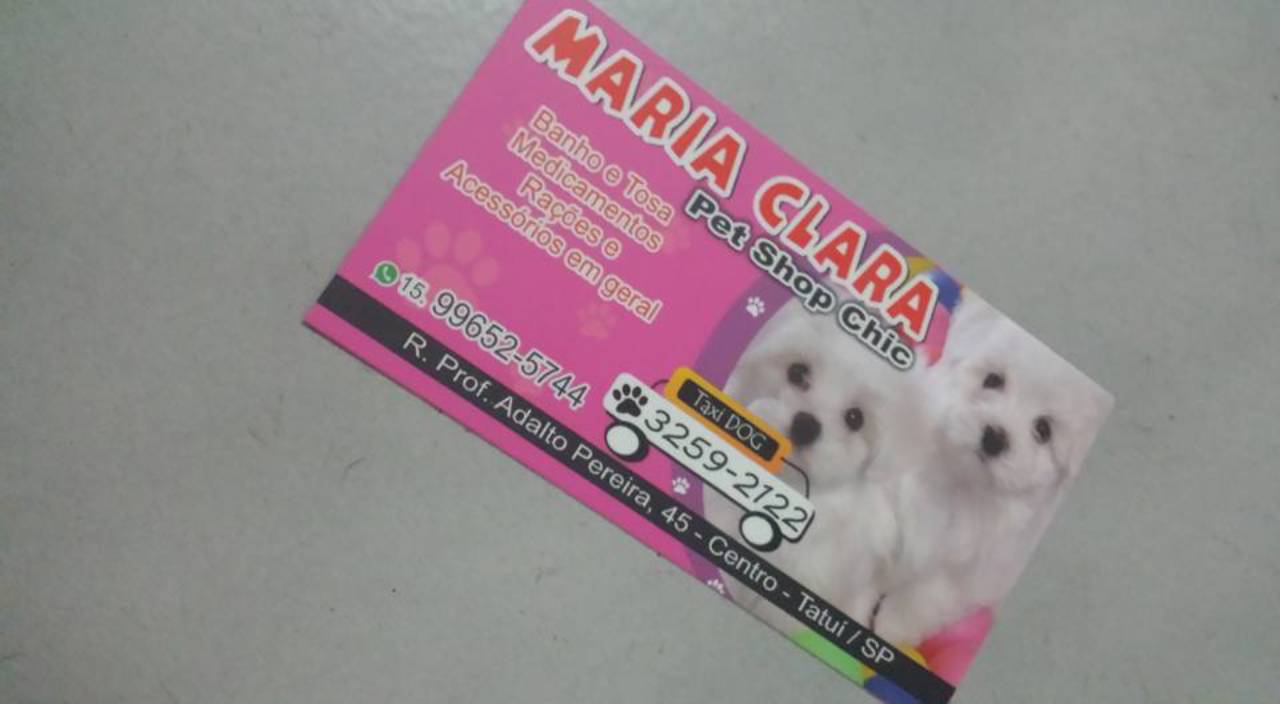 MARIA CLARA
Pet Shop Chic
Banho e Tosa
Medicamentos
Rações e
Acessórios em geral
15. 99652-5744
Taxi DOG
3259-2122
R. Prof. Adalto Pereira, 45 - Centro - Tatuí / SP